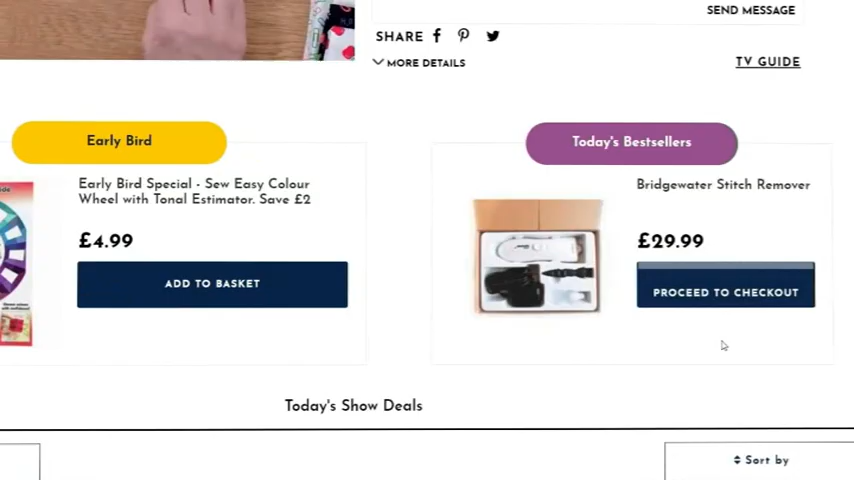 SEND MESSAGE
SHARE
MORE DETAILS
TV GUIDE
Early Bird
Today's Bestsellers
Early Bird Special - Sew Easy Colour
Wheel with Tonal Estimator. Save £2
£4.99
ADD TO BASKET
Bridgewater Stitch Remover
£29.99
PROCEED TO CHECKOUT
Today's Show Deals
Sort by